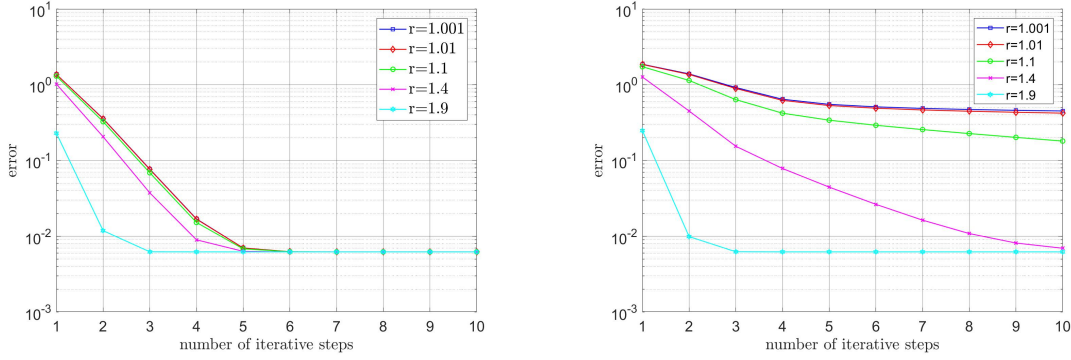 10^1
10^0
10^-1
10^-2
10^-3
error
1 2 3 4 5 6 7 8 9 10
number of iterative steps
r=1.001
r=1.01
r=1.1
r=1.4
r=1.9
10^1
10^0
10^-1
10^-2
10^-3
error
1 2 3 4 5 6 7 8 9 10
number of iterative steps
r=1.001
r=1.01
r=1.1
r=1.4
r=1.9